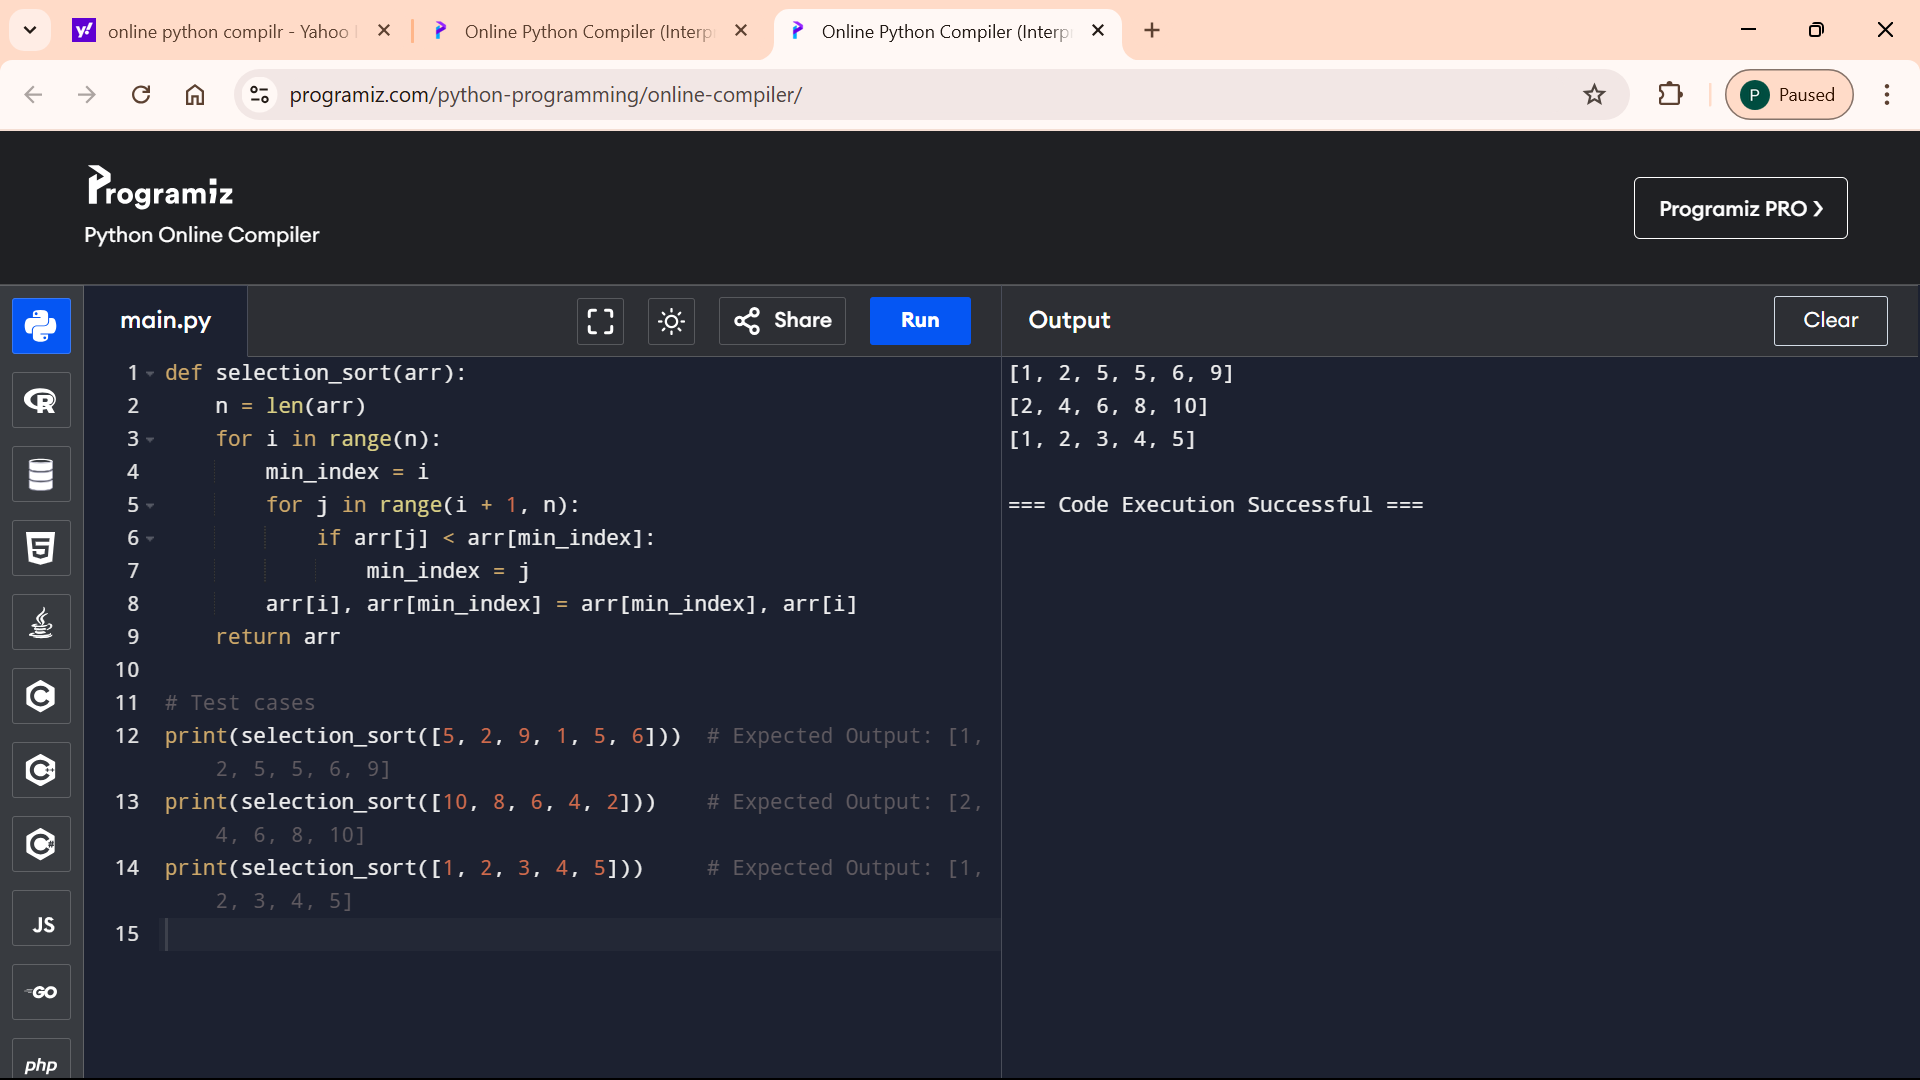 online python compilr - Yahoo
Online Python Compiler (Interp
Online Python Compiler (Interp
programiz.com/python-programming/online-compiler/
P
Paused
Programiz
Python Online Compiler
Programiz PRO ❯
main.py
Share
Run
Output
Clear
1 def selection_sort(arr):
2     n = len(arr)
3     for i in range(n):
4         min_index = i
5         for j in range(i + 1, n):
6             if arr[j] < arr[min_index]:
7                 min_index = j
8         arr[i], arr[min_index] = arr[min_index], arr[i]
9     return arr
10
11 # Test cases
12 print(selection_sort([5, 2, 9, 1, 5, 6]))  # Expected Output: [1,
2, 5, 5, 6, 9]
13 print(selection_sort([10, 8, 6, 4, 2]))    # Expected Output: [2,
4, 6, 8, 10]
14 print(selection_sort([1, 2, 3, 4, 5]))     # Expected Output: [1,
2, 3, 4, 5]
15
[1, 2, 5, 5, 6, 9]
[2, 4, 6, 8, 10]
[1, 2, 3, 4, 5]
=== Code Execution Successful ===
R
5
C
C++
C#
JS
GO
php